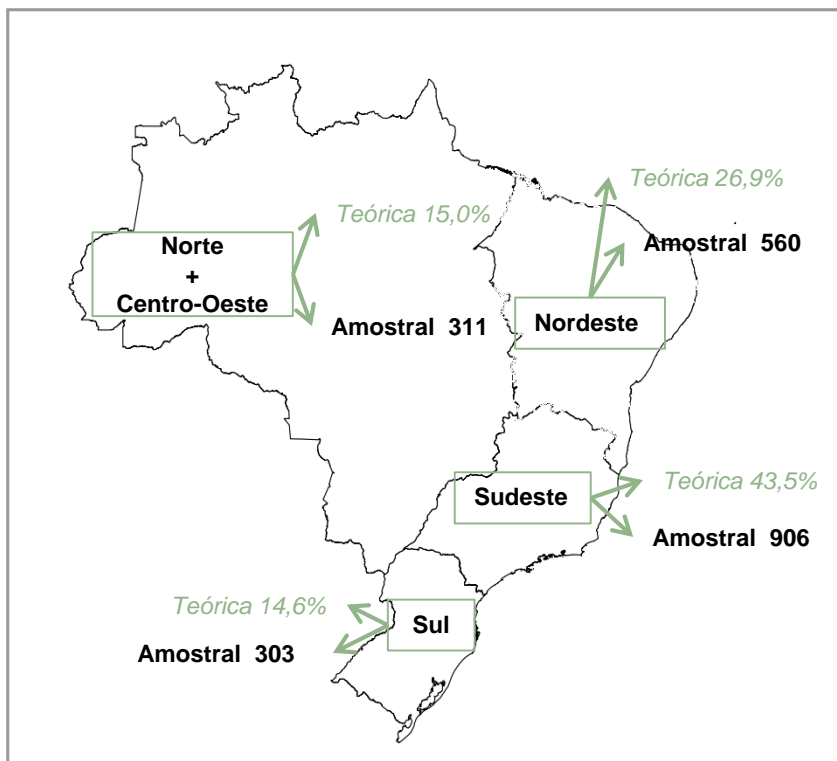 Teórica 26,9%
Teórica 15,0%
Norte
+
Centro-Oeste
Amostral 560
Amostral 311
Nordeste
Sudeste
Teórica 43,5%
Amostral 906
Teórica 14,6%
Sul
Amostral 303